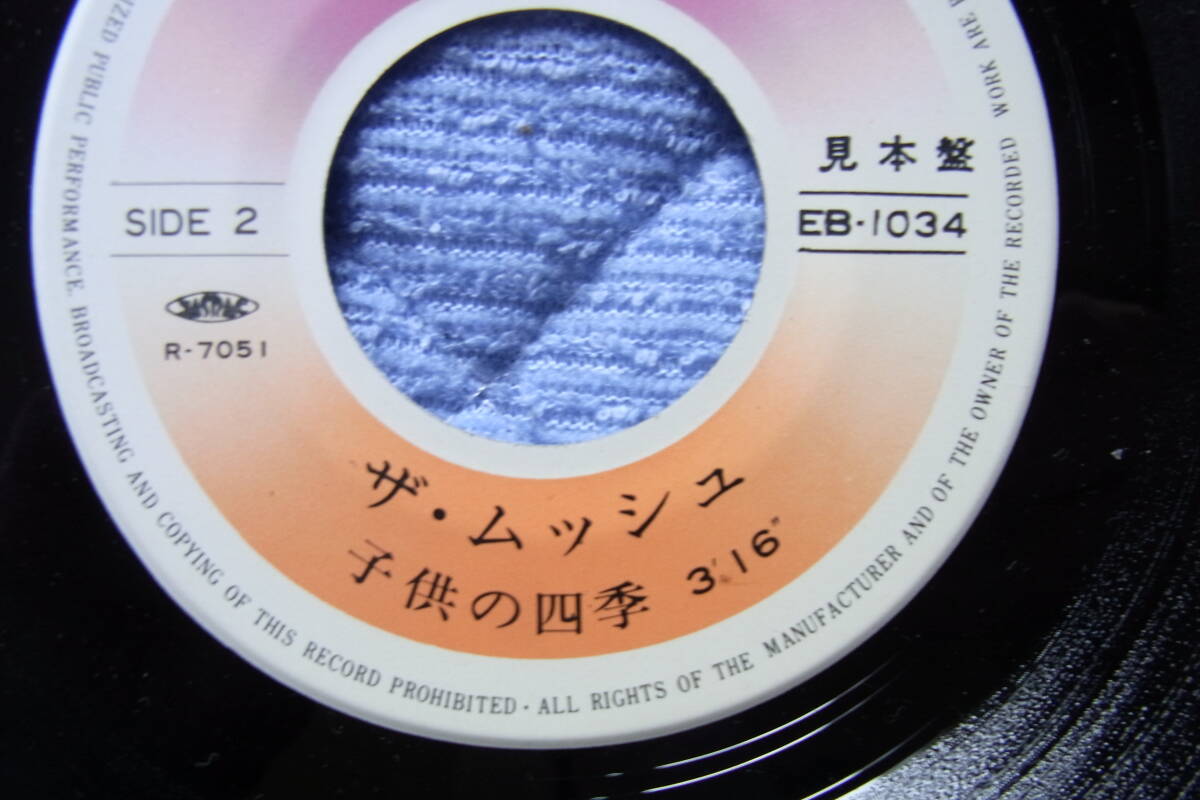 見本盤
SIDE 2
EB-1034
JASRAC
R-7051
ザ・ムッシュ
子供の四季 3'16"
IZED PUBLIC PERFORMANCE. BROADCASTING AND COPYING OF THIS RECORD PROHIBITED · ALL RIGHTS OF THE MANUFACTURER AND OF THE OWNER OF THE RECORDED WORK ARE